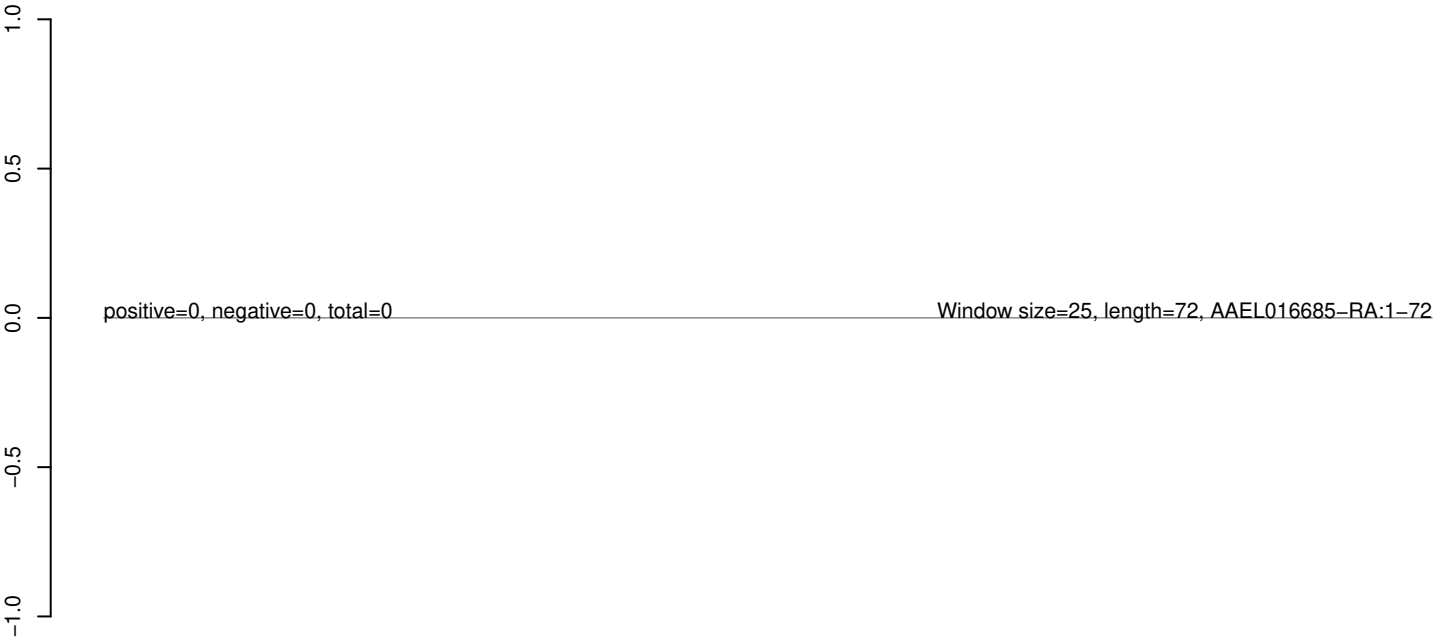 1.0
0.5
0.0
−0.5
−1.0
positive=0, negative=0, total=0
Window size=25, length=72, AAEL016685−RA:1−72